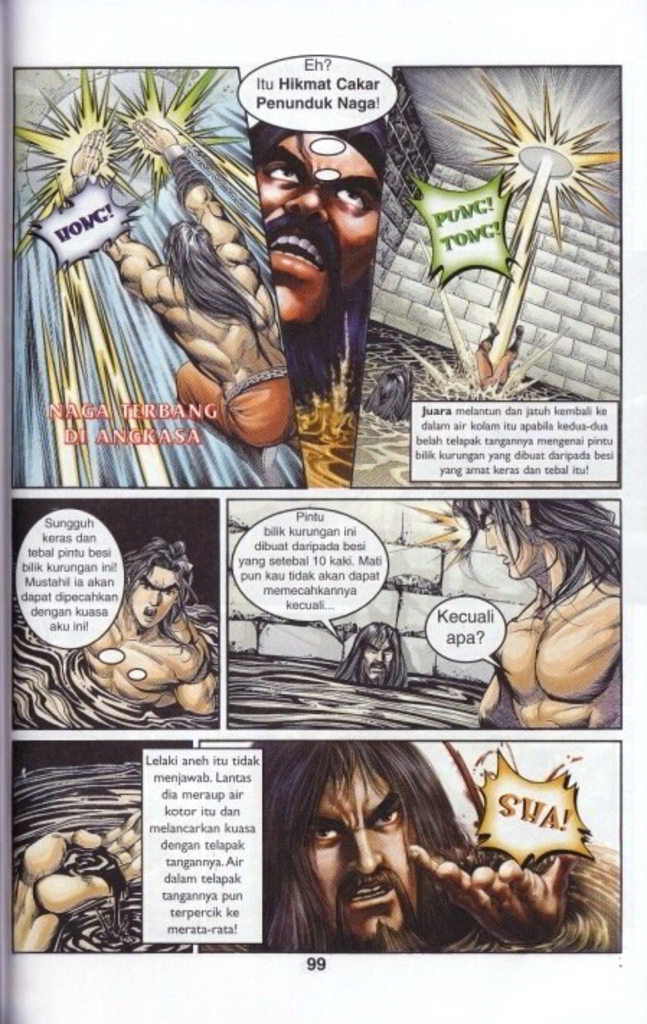 Eh?
Itu Hikmat Cakar
Penunduk Naga!
HONG!
NAGA TERBANG
DI ANGKASA
PUNG!
TONG!
Juara melantun dan jatuh kembali ke
dalam air kolam itu apabila kedua-dua
belah telapak tangannya mengenai pintu
bilik kurungan yang dibuat daripada besi
yang amat keras dan tebal itu!
Sungguh
keras dan
tebal pintu besi
bilik kurungan ini!
Mustahil ia akan
dapat dipecahkan
dengan kuasa
aku ini!
Pintu
bilik kurungan ini
dibuat daripada besi
yang setebal 10 kaki. Mati
pun kau tidak akan dapat
memecahkannya
kecuali...
Kecuali
apa?
Lelaki aneh itu tidak
menjawab. Lantas
dia meraup air
kotor itu dan
melancarkan kuasa
dengan telapak
tangannya. Air
dalam telapak
tangannya pun
terpercik ke
merata-rata!
SHA!
99